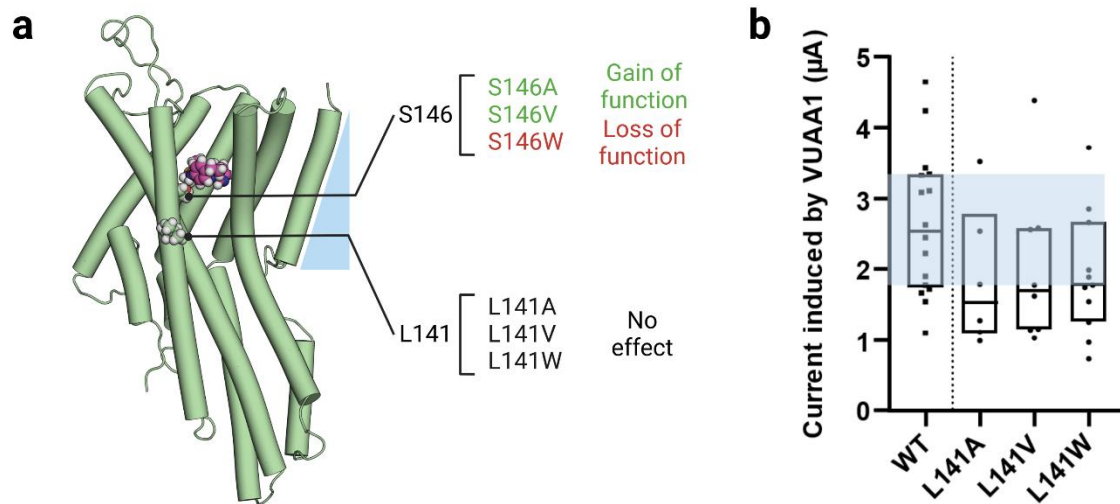 a
S146
S146A
S146V
S146W
Gain of
function
Loss of
function
L141
L141A
L141V
L141W
No
effect
b
Current induced by VUAA1 (µA)
5
4
3
2
1
0
WT
L141A
L141V
L141W